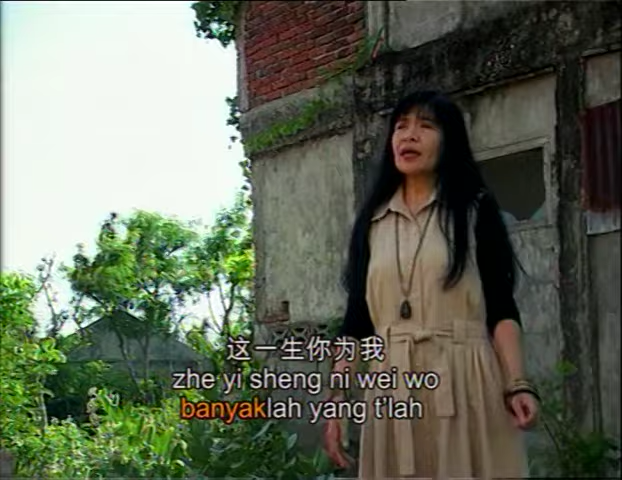 这一生你为我
zhe yi sheng ni wei wo
banyaklah yang t'lah